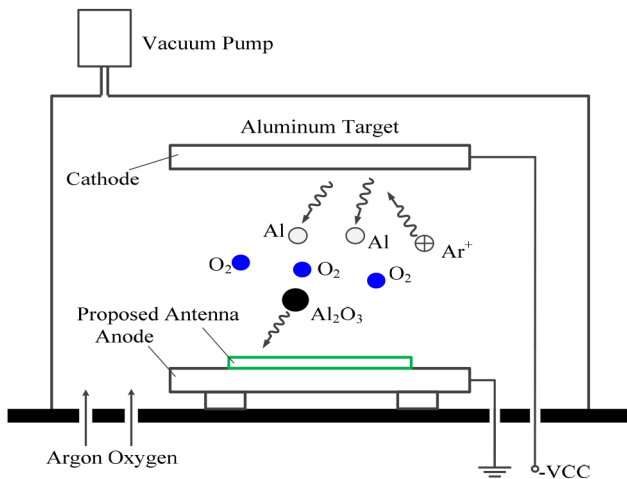 Vacuum Pump
Aluminum Target
Cathode
Al
Al
Ar⁺
O₂
O₂
O₂
Al₂O₃
Proposed Antenna
Anode
Argon Oxygen
-VCC